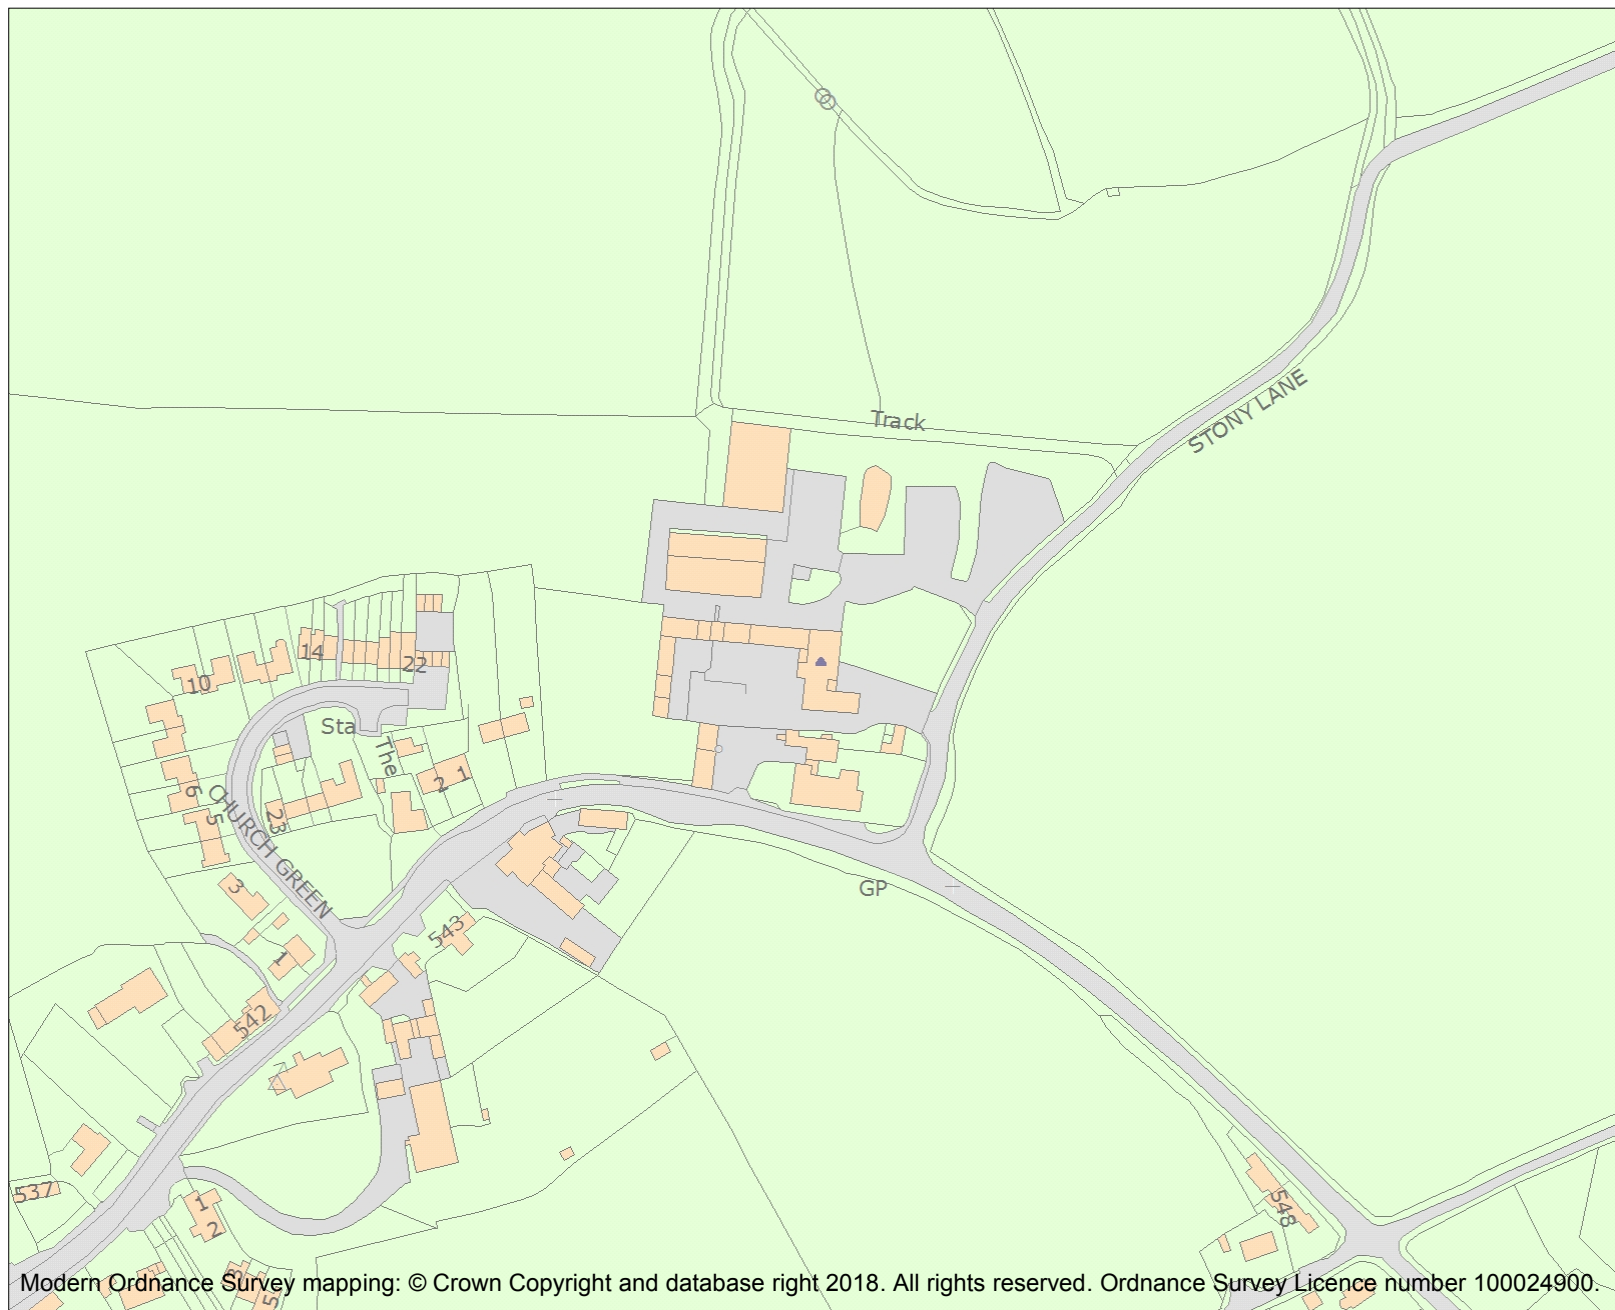 Track
STONY LANE
14
22
10
Sta
The
2 1
6
5
23
CHURCH GREEN
3
1
543
GP
542
537
1
2
548
Modern Ordnance Survey mapping: © Crown Copyright and database right 2018. All rights reserved. Ordnance Survey Licence number 100024900.